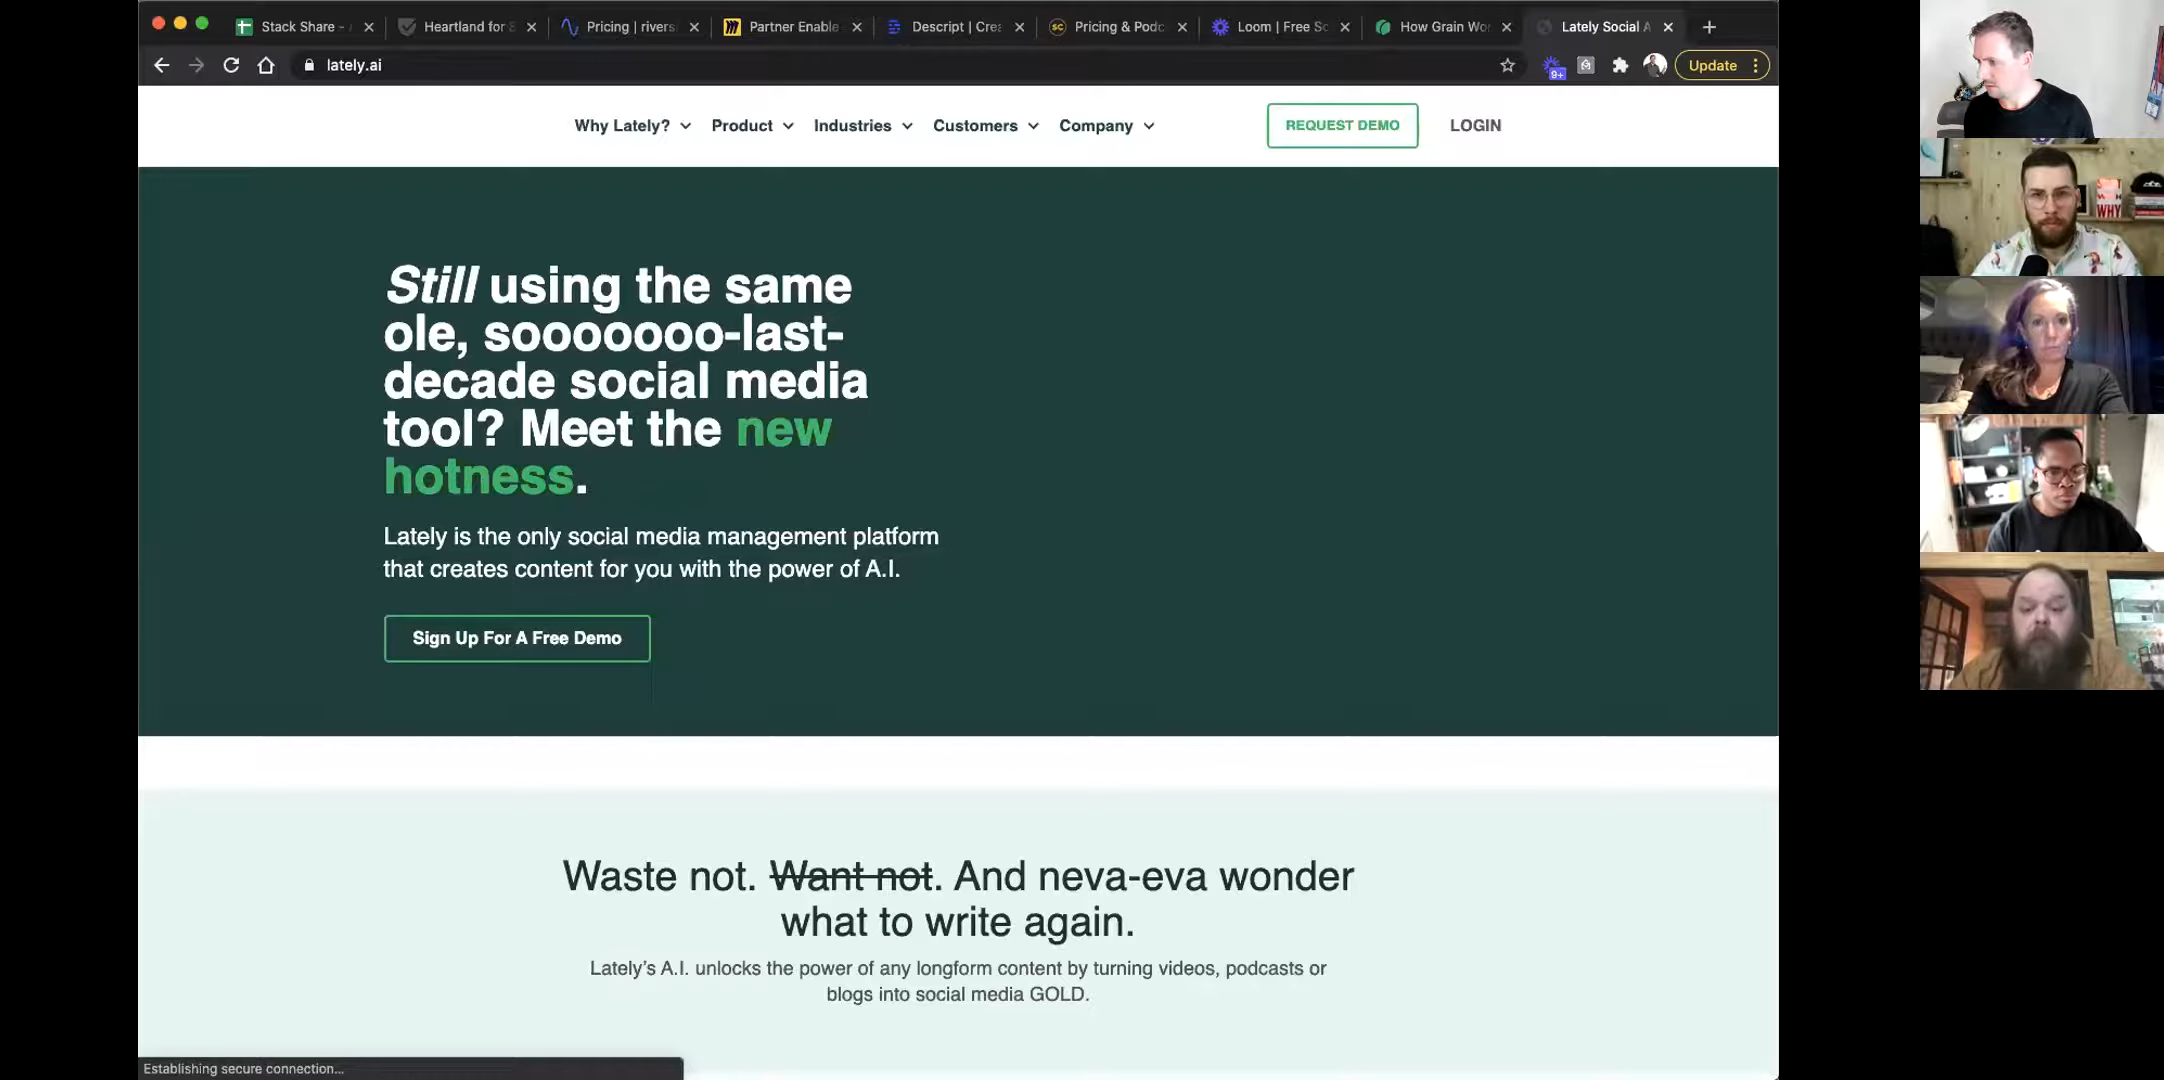 Stack Share -
Heartland for S
Pricing | rivers
Partner Enable
Descript | Crea
Pricing & Podc
Loom | Free Sc
How Grain Wor
Lately Social A
lately.ai
9+
Update
Why Lately?
Product
Industries
Customers
Company
REQUEST DEMO
LOGIN
Still using the same
ole, sooooooo-last-
decade social media
tool? Meet the new
hotness.
Lately is the only social media management platform
that creates content for you with the power of A.I.
Sign Up For A Free Demo
Waste not. Want not. And neva-eva wonder
what to write again.
Lately's A.I. unlocks the power of any longform content by turning videos, podcasts or
blogs into social media GOLD.
Establishing secure connection...
WHY